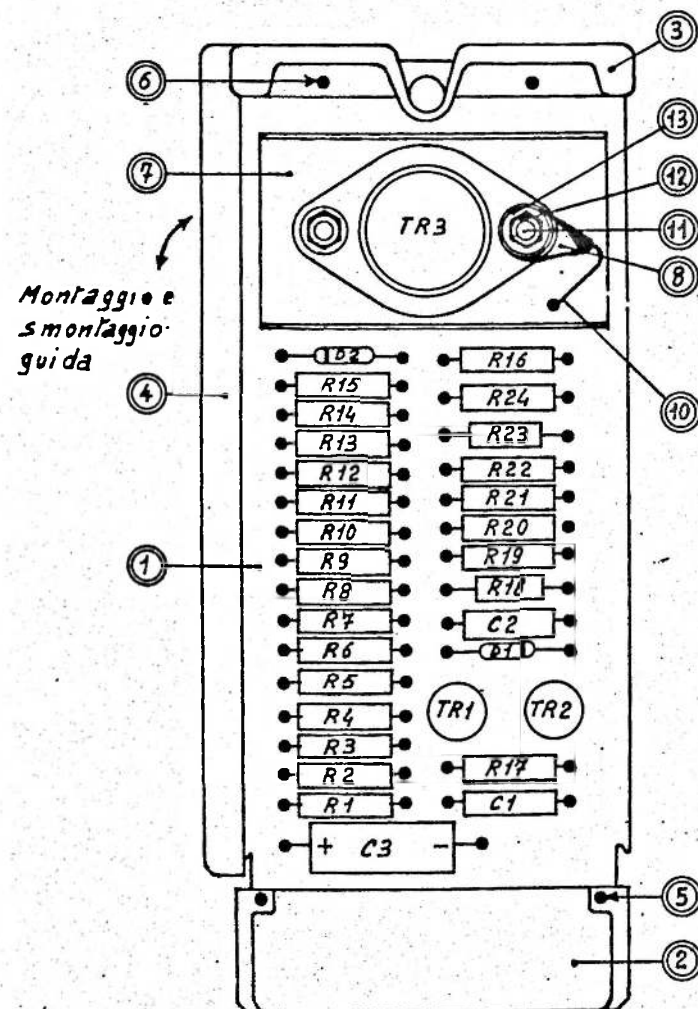 3
6
13
7
12
TR3
11
8
Montaggio e
smontaggio
guida
D2
R16
4
R15
R24
10
R14
R13
R23
R12
R22
R11
R21
R10
R20
1
R9
R19
R8
R18
R7
C2
R6
D1
R5
R4
TR1
TR2
R3
R2
R17
R1
C1
+ C3 -
5
2